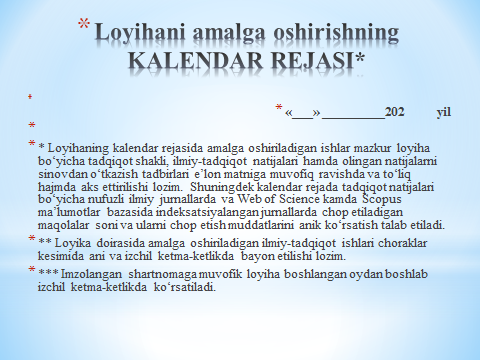 * Loyihani amalga oshirishning
KALENDAR REJASI*
*
* «___» _________202 yil
*
* * Loyihaning kalendar rejasida amalga oshiriladigan ishlar mazkur loyiha
bo‘yicha tadqiqot shakli, ilmiy-tadqiqot natijalari hamda olingan natijalarni
sinovdan o‘tkazish tadbirlari e’lon matniga muvofiq ravishda va to‘liq
hajmda aks ettirilishi lozim. Shuningdek kalendar rejada tadqiqot natijalari
bo‘yicha nufuzli ilmiy jurnallarda va Web of Science kamda Scopus
ma’lumotlar bazasida indeksatsiyalangan jurnallarda chop etiladigan
maqolalar soni va ularni chop etish muddatlarini anik ko‘rsatish talab etiladi.
* ** Loyika doirasida amalga oshiriladigan ilmiy-tadqiqot ishlari choraklar
kesimida ani va izchil ketma-ketlikda bayon etilishi lozim.
* *** Imzolangan shartnomaga muvofik loyiha boshlangan oydan boshlab
izchil ketma-ketlikda ko‘rsatiladi.